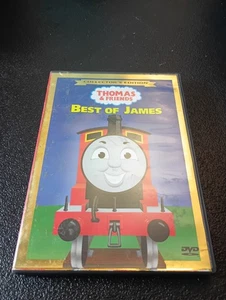 COLLECTOR'S EDITION
THOMAS
& FRIENDS
BEST OF JAMES
DVD